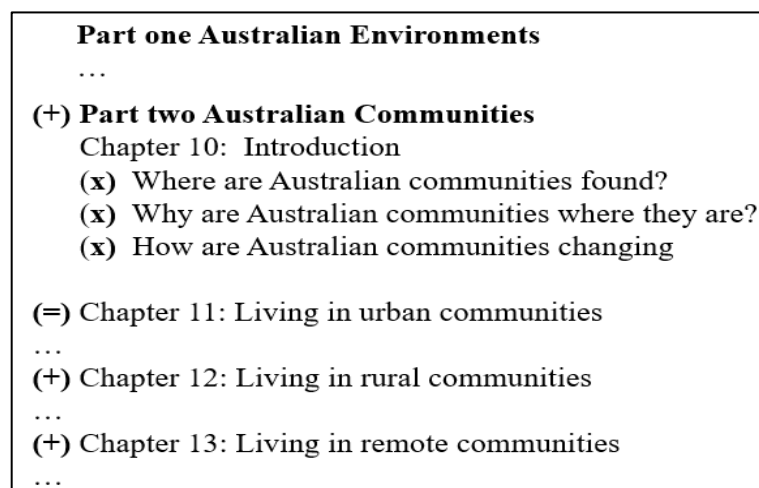 Part one Australian Environments
…
(+) Part two Australian Communities
Chapter 10: Introduction
(x) Where are Australian communities found?
(x) Why are Australian communities where they are?
(x) How are Australian communities changing
(=) Chapter 11: Living in urban communities
…
(+) Chapter 12: Living in rural communities
…
(+) Chapter 13: Living in remote communities
…